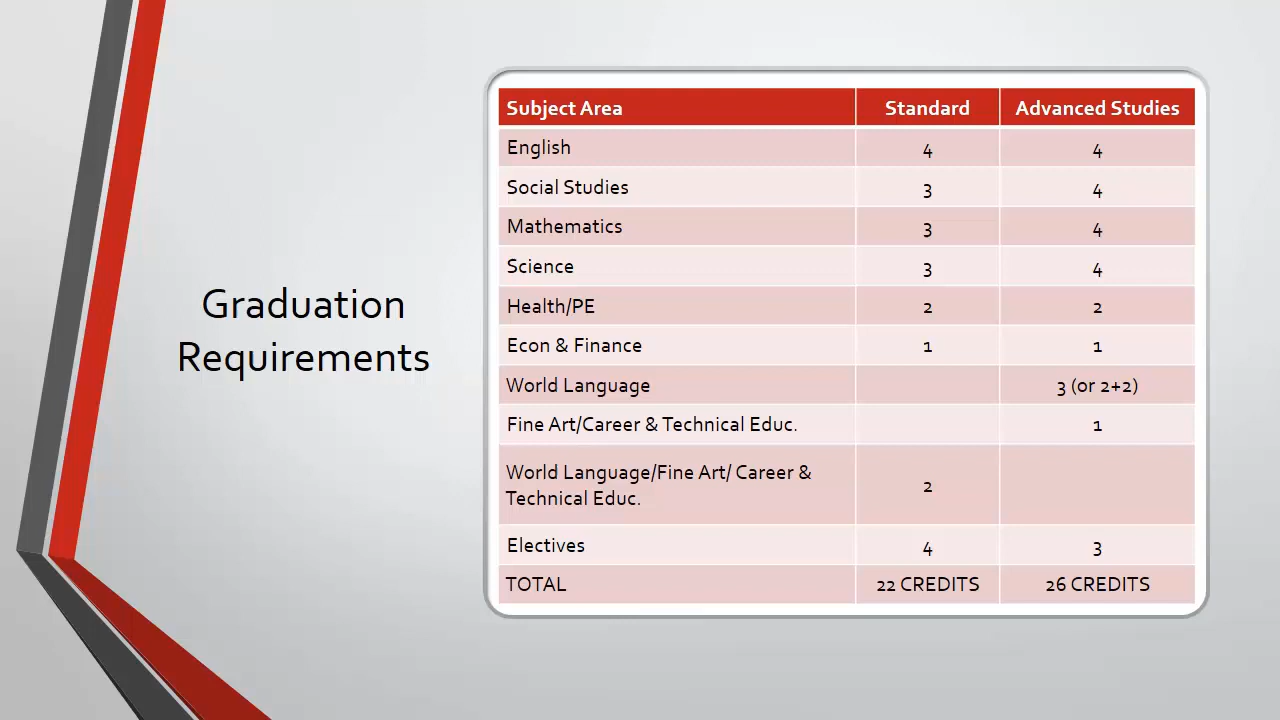 Graduation
Requirements
Subject Area Standard Advanced Studies
English 4 4
Social Studies 3 4
Mathematics 3 4
Science 3 4
Health/PE 2 2
Econ & Finance 1 1
World Language 3 (or 2+2)
Fine Art/Career & Technical Educ. 1
World Language/Fine Art/ Career &
Technical Educ. 2
Electives 4 3
TOTAL 22 CREDITS 26 CREDITS